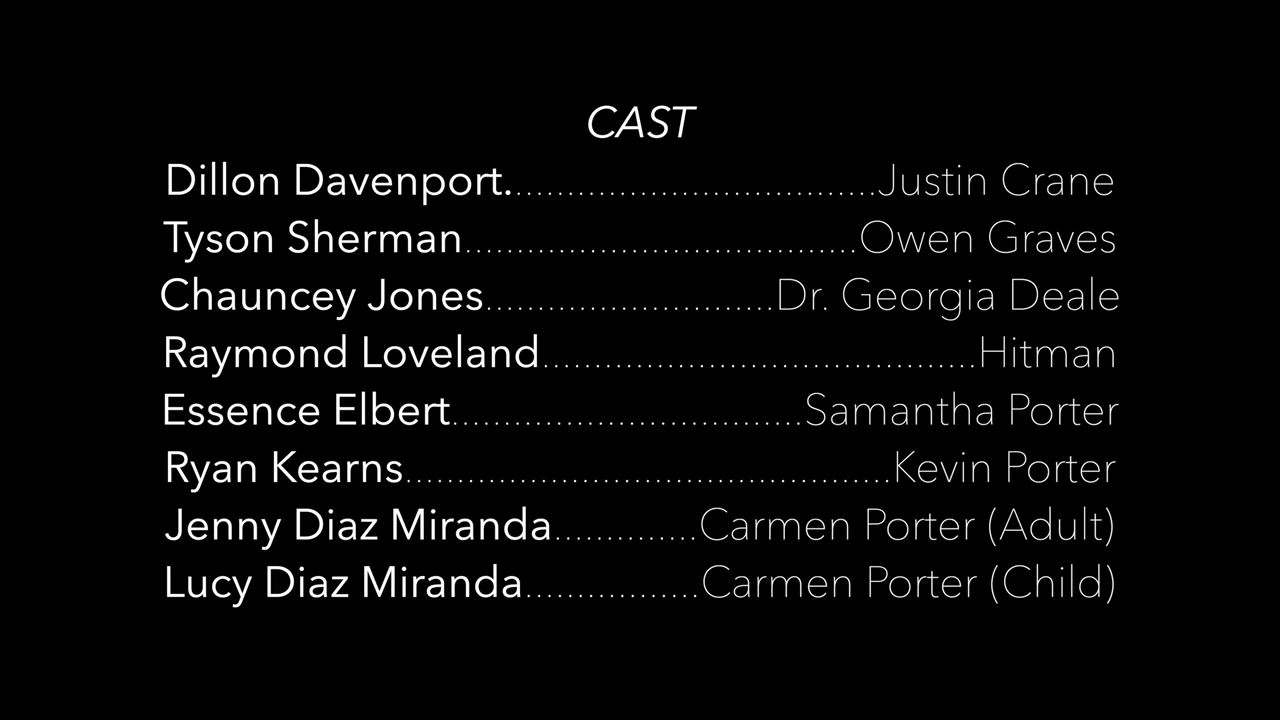 CAST
Dillon Davenport..................................Justin Crane
Tyson Sherman......................................Owen Graves
Chauncey Jones............................Dr. Georgia Deale
Raymond Loveland..........................................Hitman
Essence Elbert..................................Samantha Porter
Ryan Kearns...............................................Kevin Porter
Jenny Diaz Miranda..............Carmen Porter (Adult)
Lucy Diaz Miranda.................Carmen Porter (Child)